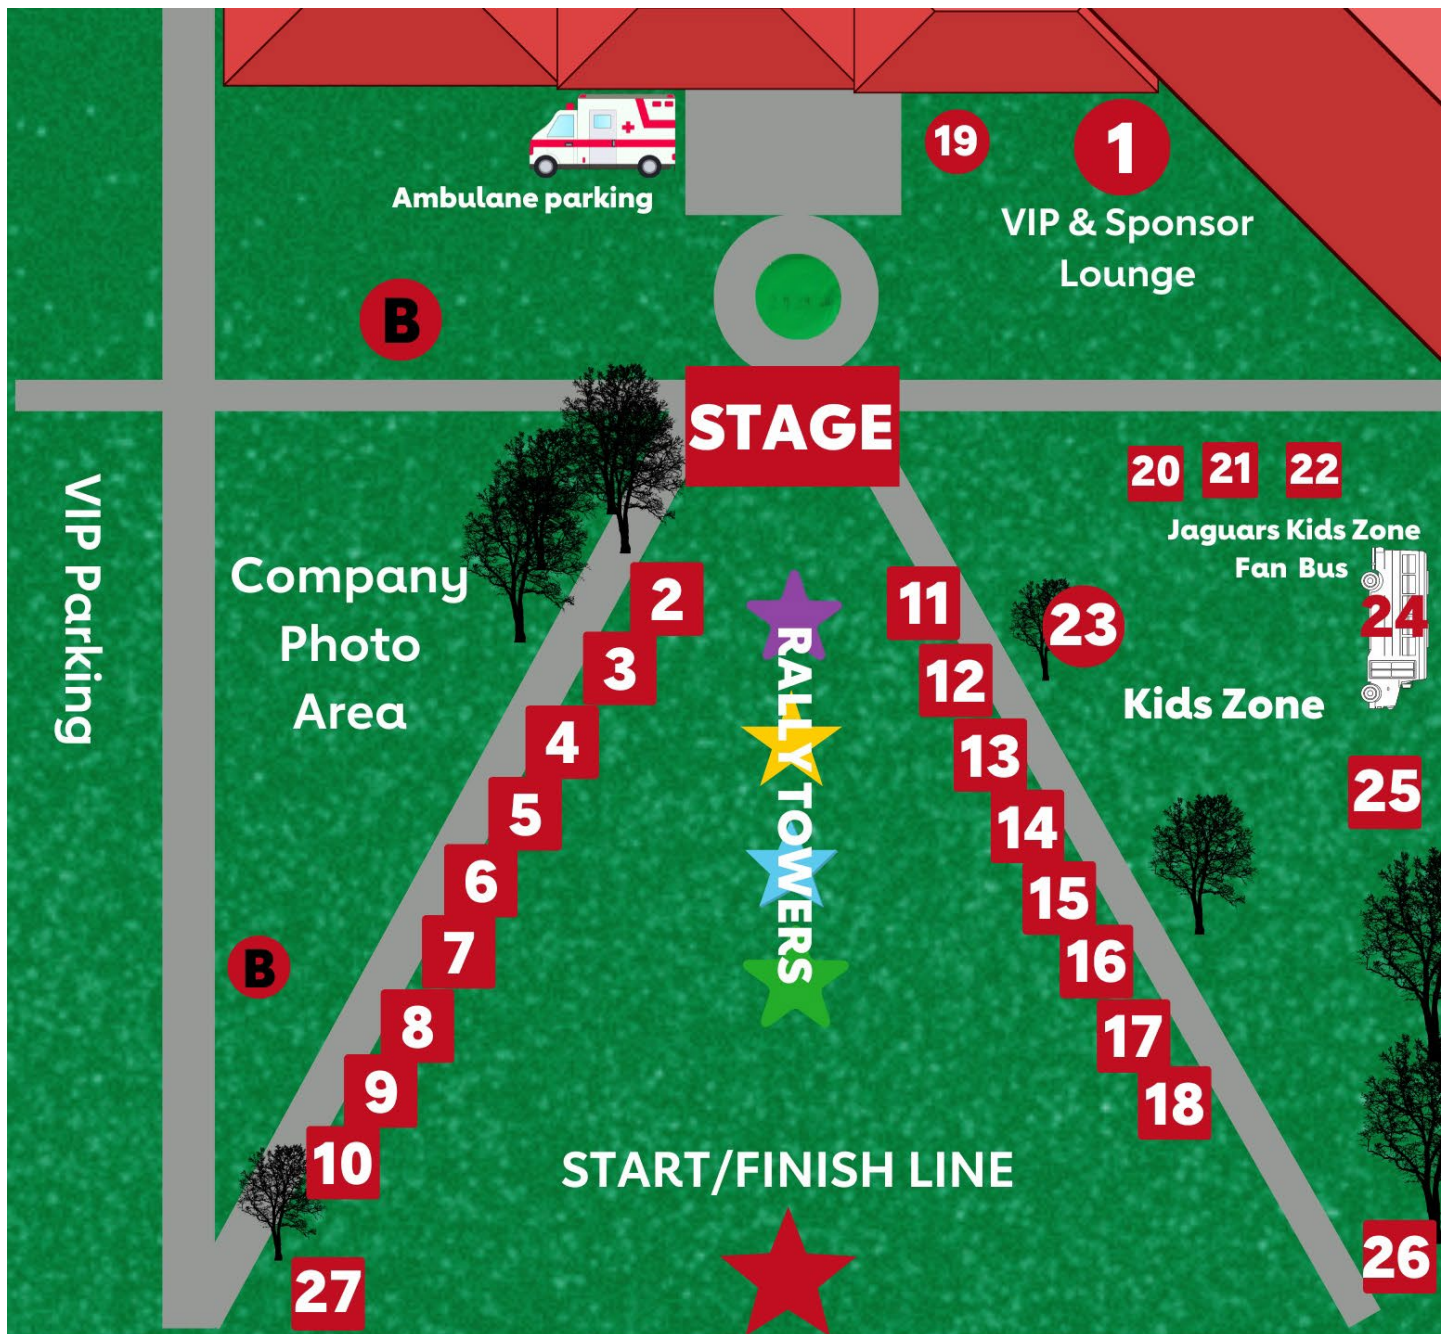 19
1
Ambulane parking
VIP & Sponsor
Lounge
B
STAGE
20
21
22
Jaguars Kids Zone
Fan Bus
VIP Parking
Company
Photo
Area
2
11
23
24
3
12
Kids Zone
RALLY TOWERS
4
13
25
5
14
6
15
7
16
B
8
17
9
18
10
START/FINISH LINE
26
27